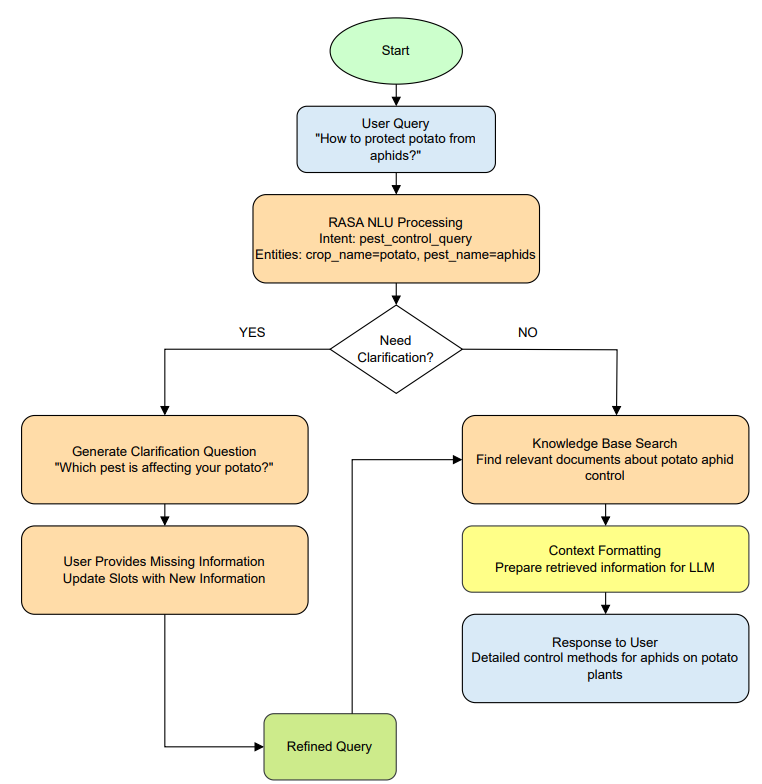 Start
User Query
"How to protect potato from
aphids?"
RASA NLU Processing
Intent: pest_control_query
Entities: crop_name=potato, pest_name=aphids
Need
Clarification?
YES
NO
Generate Clarification Question
"Which pest is affecting your potato?"
User Provides Missing Information
Update Slots with New Information
Refined Query
Knowledge Base Search
Find relevant documents about potato aphid
control
Context Formatting
Prepare retrieved information for LLM
Response to User
Detailed control methods for aphids on potato
plants